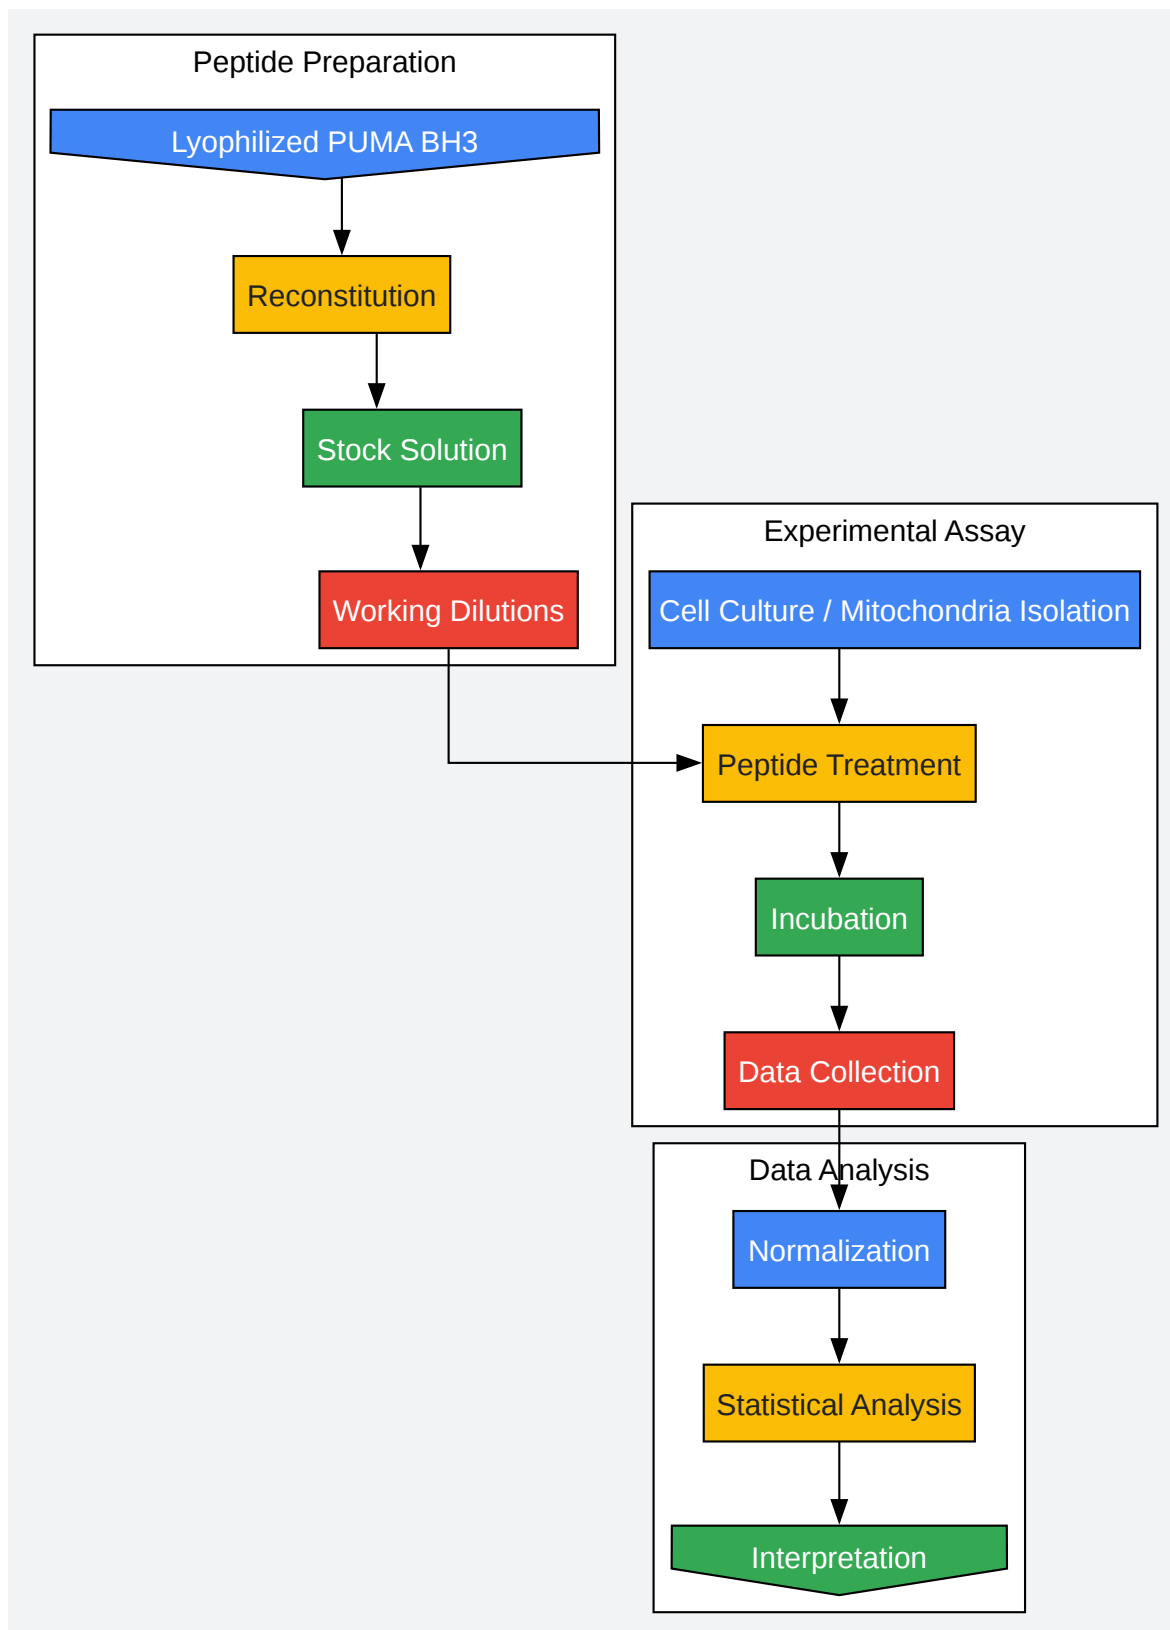 Peptide Preparation
Lyophilized PUMA BH3
Reconstitution
Stock Solution
Working Dilutions
Experimental Assay
Cell Culture / Mitochondria Isolation
Peptide Treatment
Incubation
Data Collection
Data Analysis
Normalization
Statistical Analysis
Interpretation